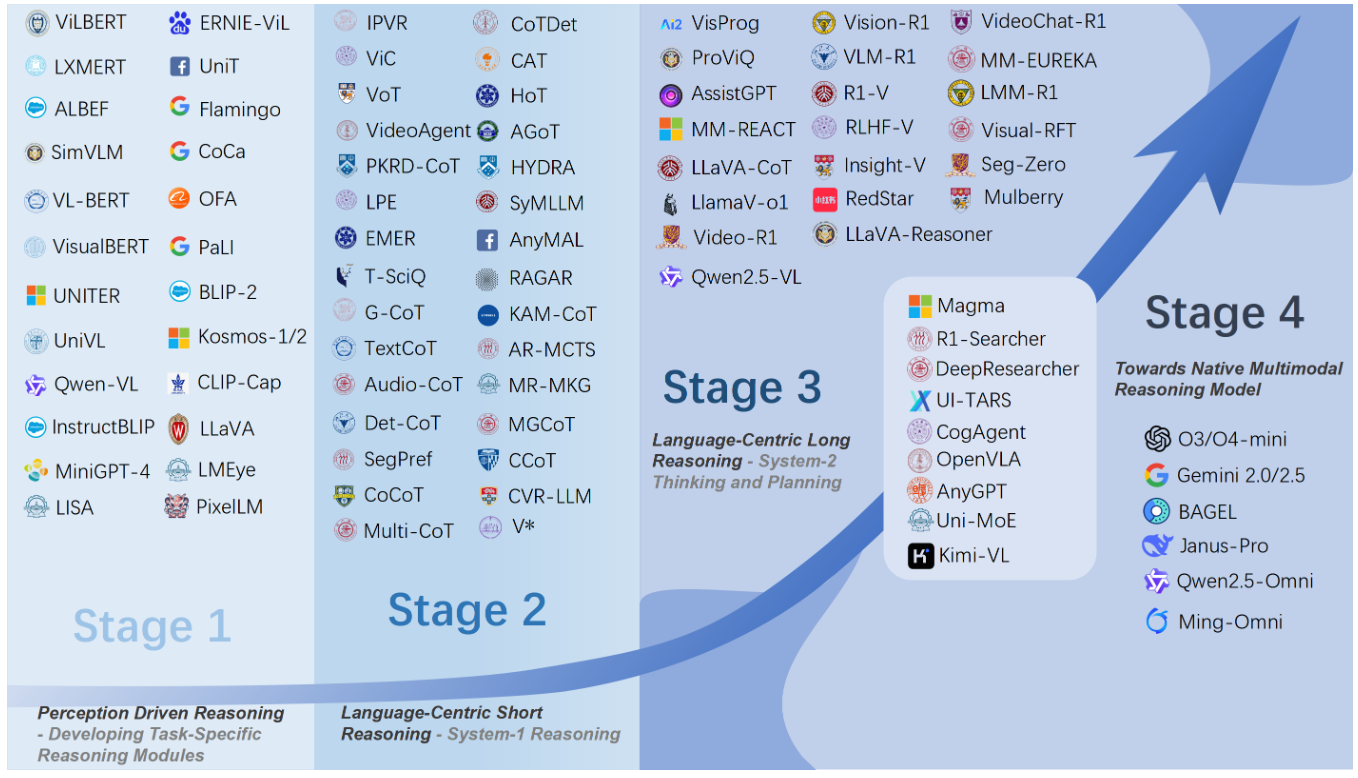 ViLBERT
LXMERT
ALBEF
SimVLM
VL-BERT
VisualBERT
UNITER
UniVL
Qwen-VL
InstructBLIP
MiniGPT-4
LISA
ERNIE-ViL
UniT
Flamingo
CoCa
OFA
PaLI
BLIP-2
Kosmos-1/2
CLIP-Cap
LLaVA
LMEye
PixelLM
Stage 1
Perception Driven Reasoning
- Developing Task-Specific
Reasoning Modules
IPVR
ViC
VoT
VideoAgent
PKRD-CoT
LPE
EMER
T-SciQ
G-CoT
TextCoT
Audio-CoT
Det-CoT
SegPref
CoCoT
Multi-CoT
CoTDet
CAT
HoT
AGoT
HYDRA
SyMLLM
AnyMAL
RAGAR
KAM-CoT
AR-MCTS
MR-MKG
MGCoT
CCoT
CVR-LLM
V*
Stage 2
Language-Centric Short
Reasoning - System-1 Reasoning
Ai2 VisProg
ProViQ
AssistGPT
MM-REACT
LLaVA-CoT
LlamaV-o1
Video-R1
Qwen2.5-VL
Vision-R1
VLM-R1
R1-V
RLHF-V
Insight-V
小红书 RedStar
LLaVA-Reasoner
VideoChat-R1
MM-EUREKA
LMM-R1
Visual-RFT
Seg-Zero
Mulberry
Stage 3
Language-Centric Long
Reasoning - System-2
Thinking and Planning
Magma
R1-Searcher
DeepResearcher
UI-TARS
CogAgent
OpenVLA
AnyGPT
Uni-MoE
Kimi-VL
Stage 4
Towards Native Multimodal
Reasoning Model
O3/O4-mini
Gemini 2.0/2.5
BAGEL
Janus-Pro
Qwen2.5-Omni
Ming-Omni